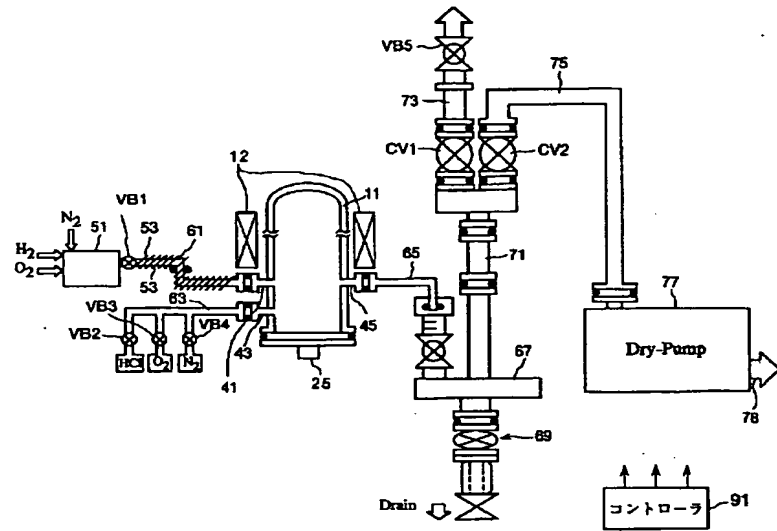 VB5
75
73
CV1
CV2
12
11
N2
VB1
51
53
61
H2
O2
53
65
71
VB3
63
VB2
VB4
HCl
O2
N2
41
43
45
25
67
77
Dry-Pump
78
69
Drain
コントローラ
91